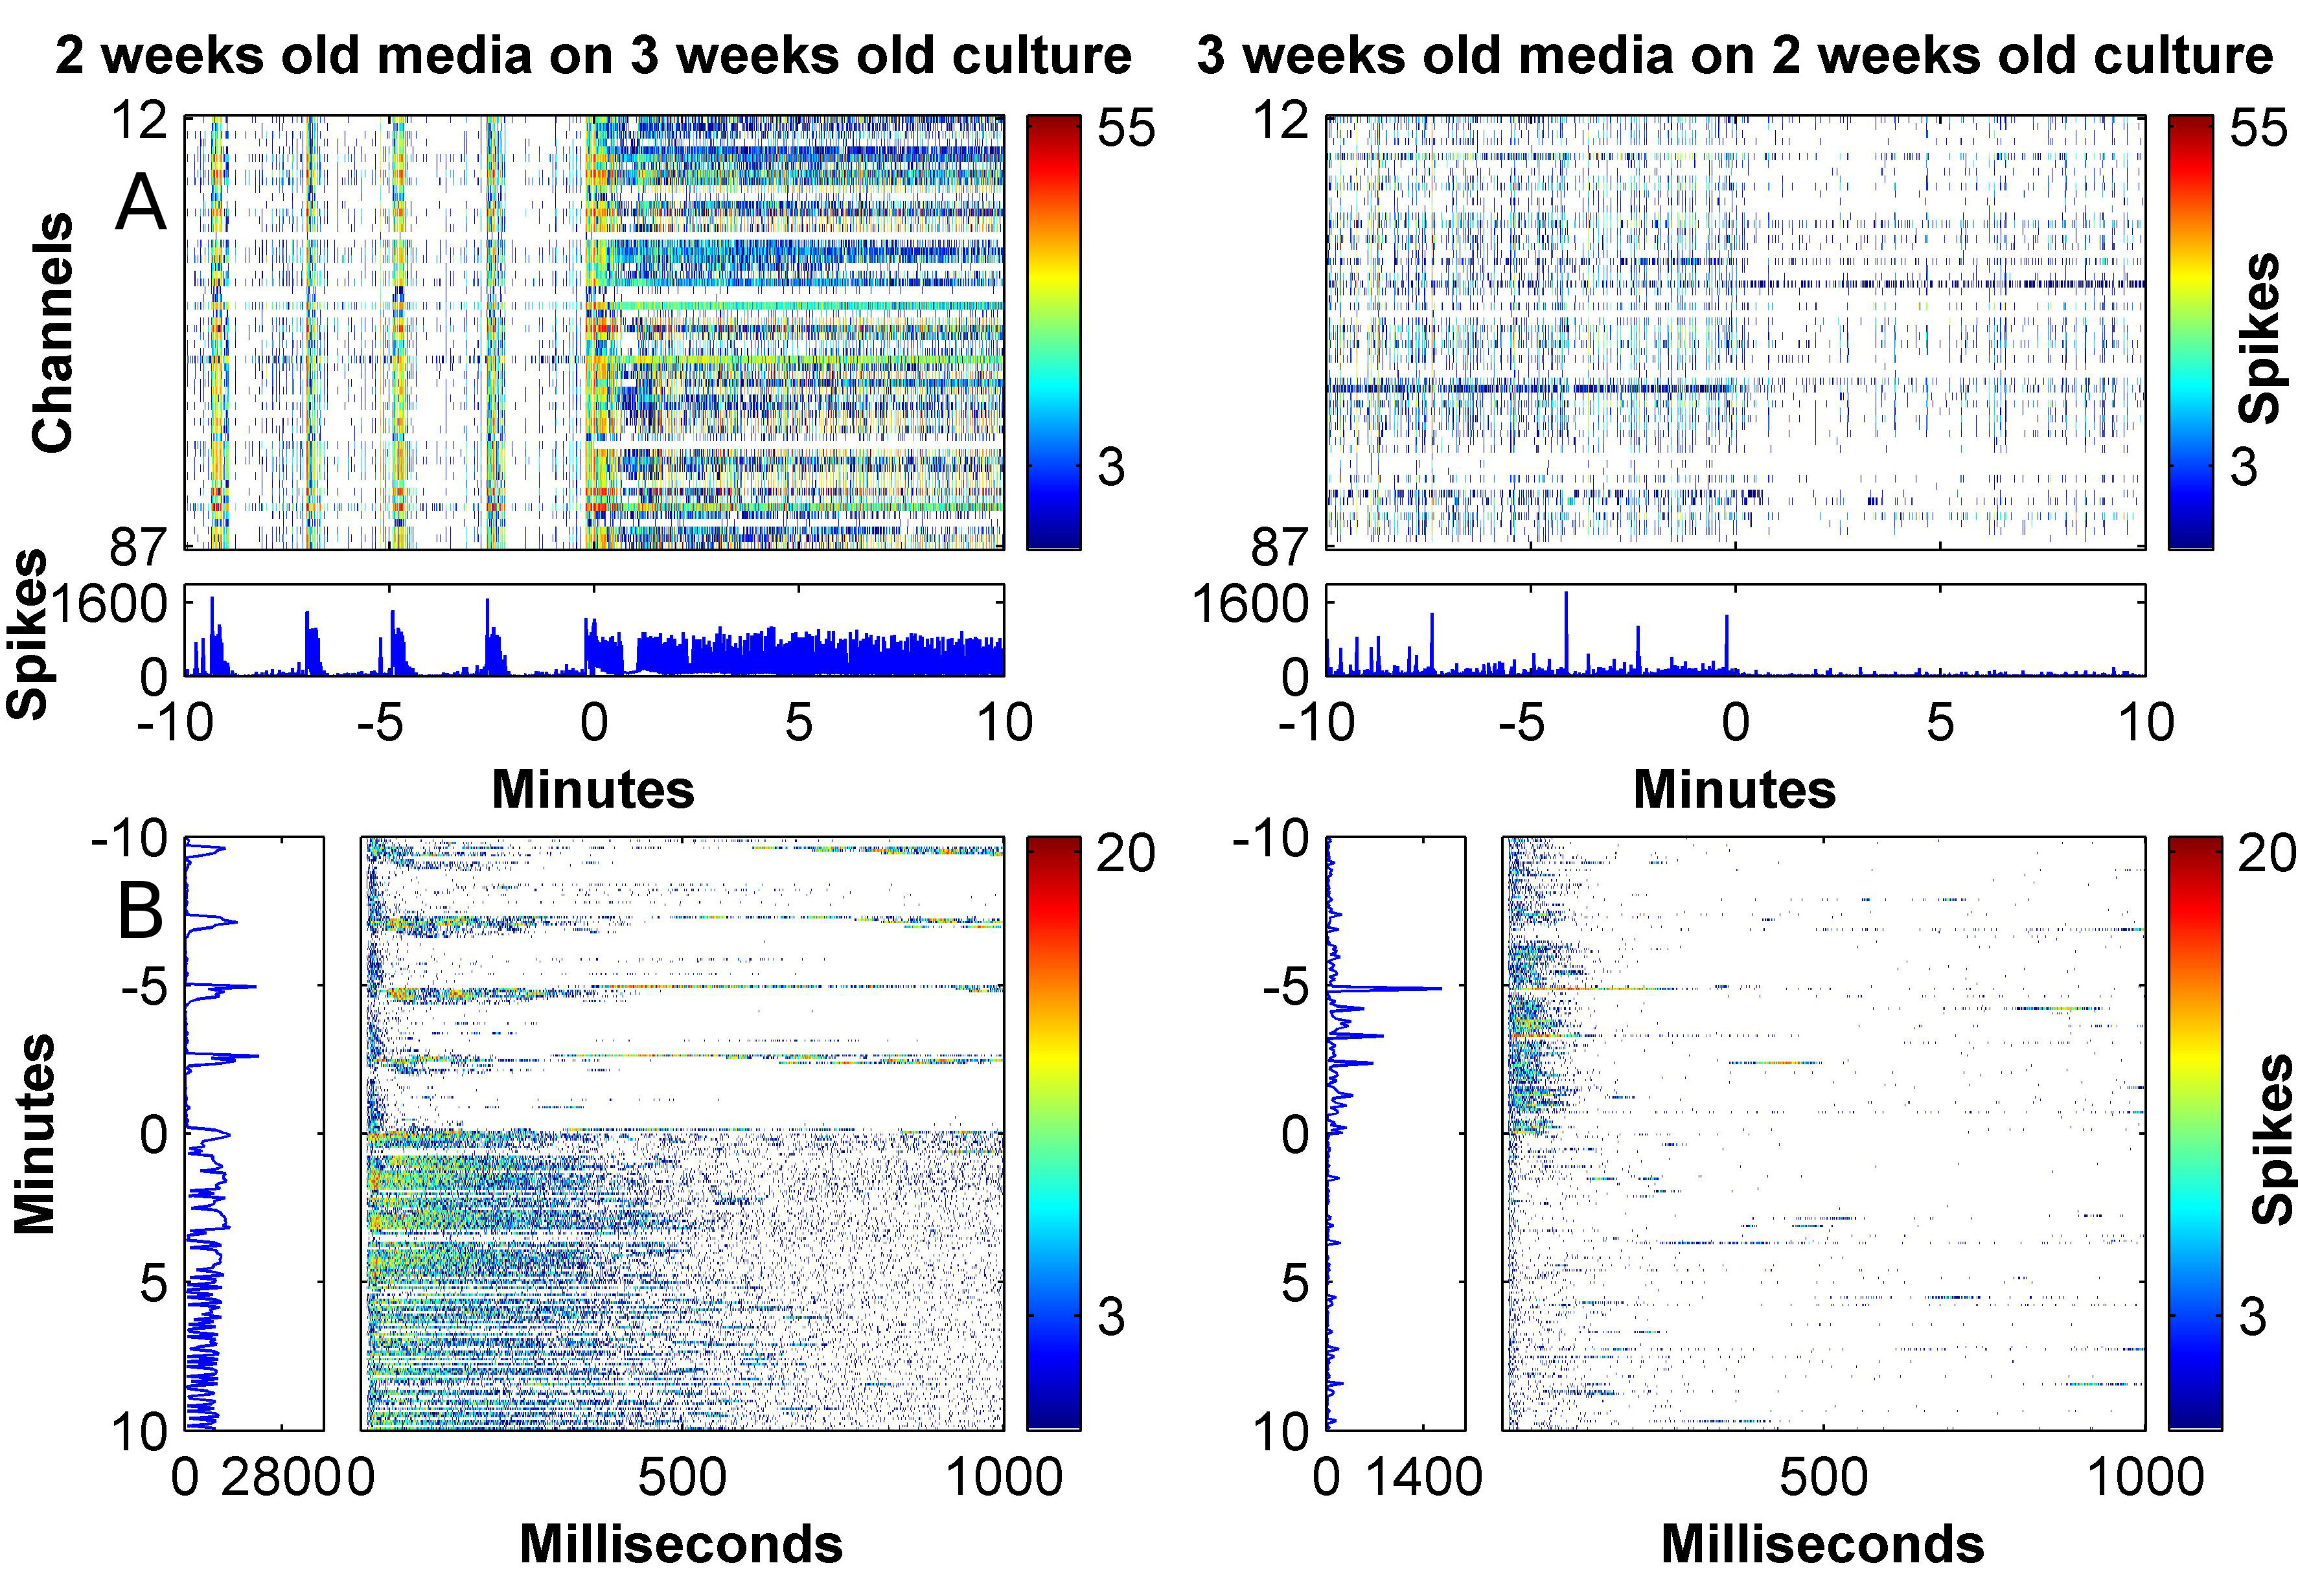 2 weeks old media on 3 weeks old culture
3 weeks old media on 2 weeks old culture
12
A
Channels
87
55
3
12
87
55
3
Spikes
Spikes
1600
0
-10 -5 0 5 10
Minutes
1600
0
-10 -5 0 5 10
Minutes
-10
B
-5
0
5
10
Minutes
0 28000 0 500 1000
Milliseconds
20
3
-10
-5
0
5
10
0 1400 500 1000
Milliseconds
20
3
Spikes